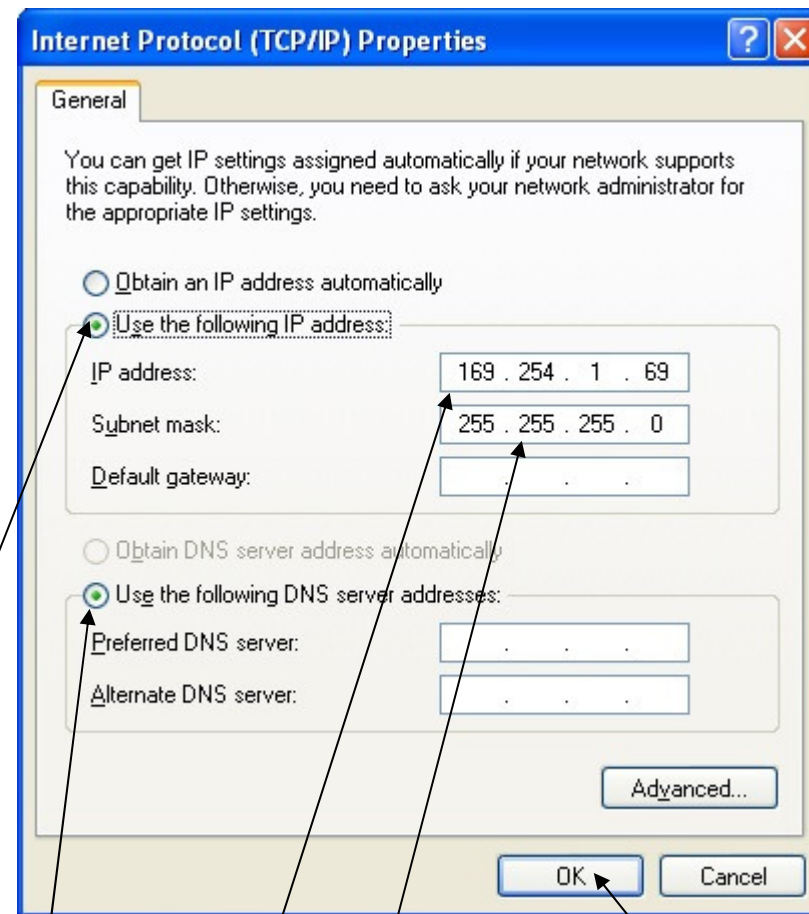 Internet Protocol (TCP/IP) Properties
General
You can get IP settings assigned automatically if your network supports
this capability. Otherwise, you need to ask your network administrator for
the appropriate IP settings.
Obtain an IP address automatically
Use the following IP address:
IP address: 169 . 254 . 1 . 69
Subnet mask: 255 . 255 . 255 . 0
Default gateway: . . .
Obtain DNS server address automatically
Use the following DNS server addresses:
Preferred DNS server: . . .
Alternate DNS server: . . .
Advanced...
OK Cancel